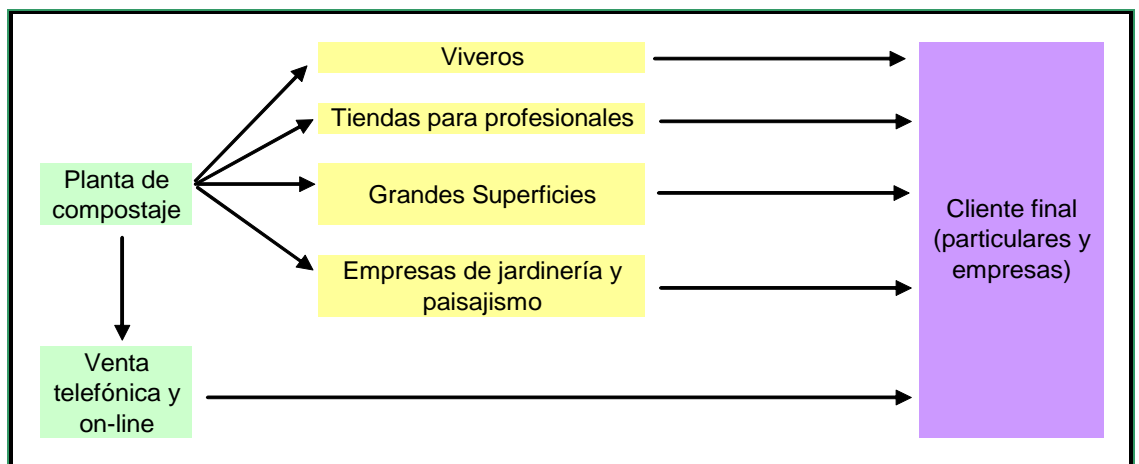 Viveros
Tiendas para profesionales
Planta de
compostaje
Grandes Superficies
Cliente final
(particulares y
empresas)
Empresas de jardinería y
paisajismo
Venta
telefónica y
on-line